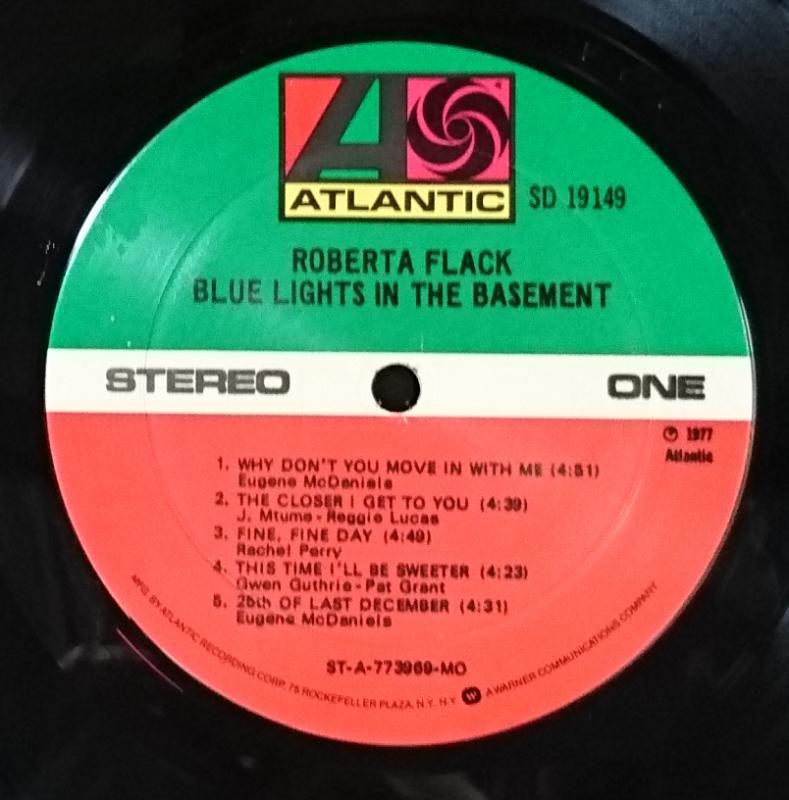 ATLANTIC SD 19149
ROBERTA FLACK
BLUE LIGHTS IN THE BASEMENT
STEREO ONE
℗ 1977
Atlantic
1. WHY DON'T YOU MOVE IN WITH ME (4:51)
Eugene McDaniels
2. THE CLOSER I GET TO YOU (4:39)
J. Mtume-Reggie Lucas
3. FINE, FINE DAY (4:49)
Rachel Perry
4. THIS TIME I'LL BE SWEETER (4:23)
Gwen Guthrie-Pat Grant
5. 25th OF LAST DECEMBER (4:31)
Eugene McDaniels
ST-A-773969-MO
MFG. BY ATLANTIC RECORDING CORP., 75 ROCKEFELLER PLAZA, N.Y. N.Y. W A WARNER COMMUNICATIONS COMPANY